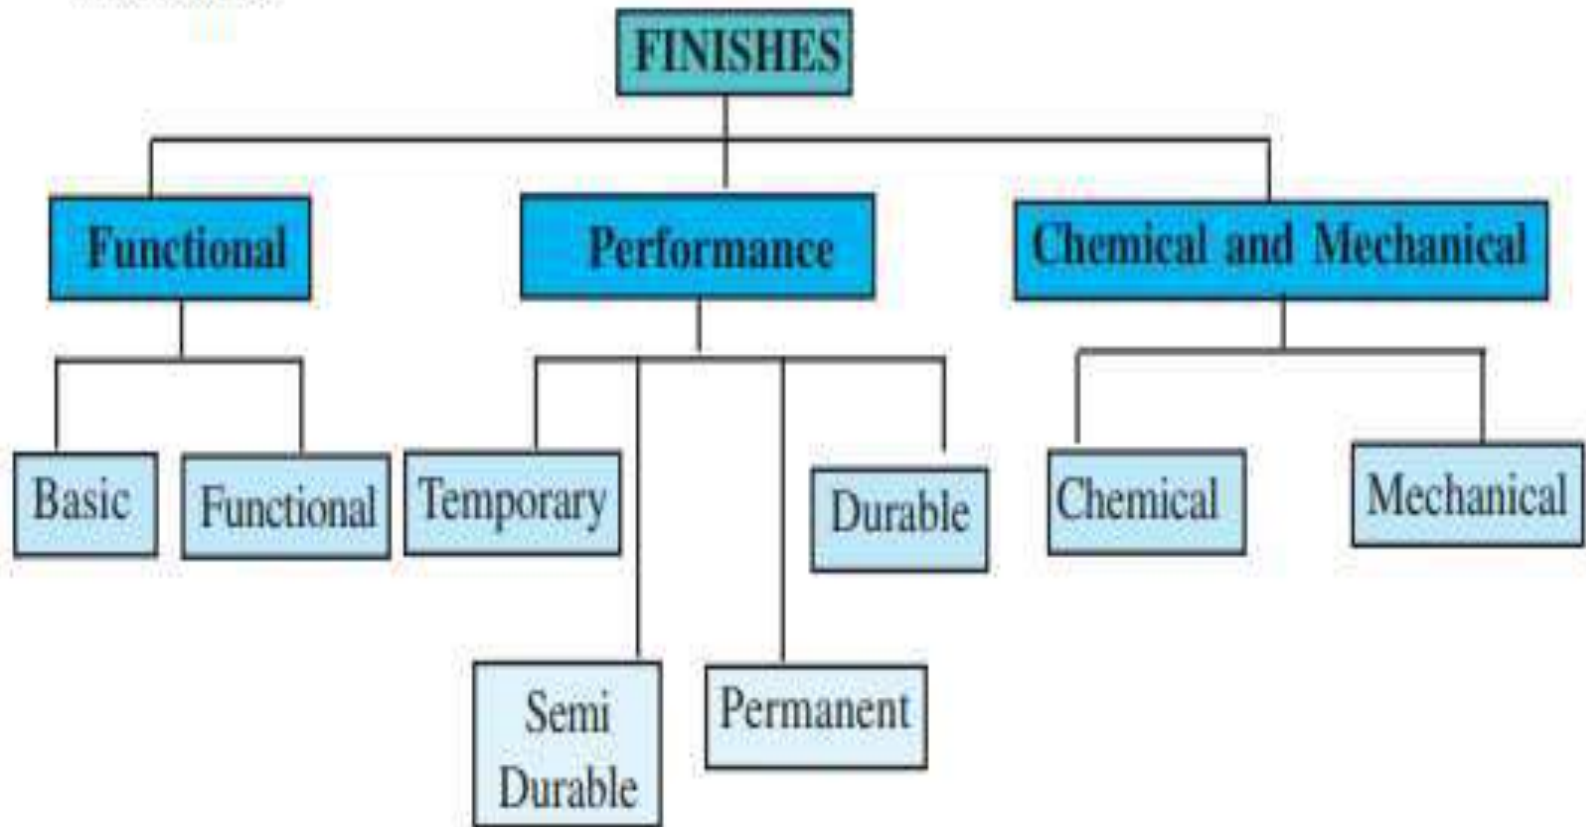 FINISHES
Functional
Performance
Chemical and Mechanical
Basic
Functional
Temporary
Durable
Chemical
Mechanical
Semi
Durable
Permanent